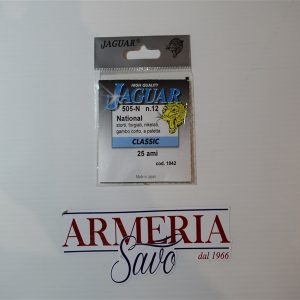 JAGUAR
HIGH QUALITY
JAGUAR
505-N n.12
National
storti, forgiati, nikelati,
gambo corto, a paletta
CLASSIC
25 ami
cod. 1042
Made in Japan
ARMERIA
Savo
dal 1966